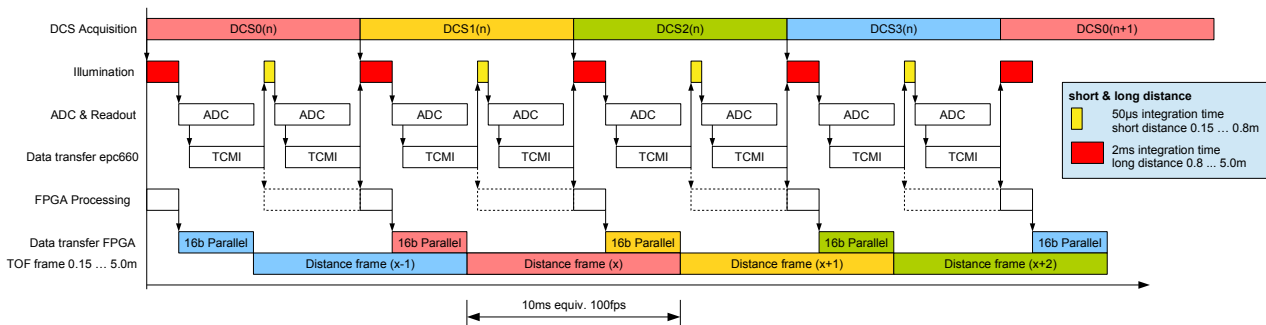 DCS Acquisition
DCS0(n) DCS1(n) DCS2(n) DCS3(n) DCS0(n+1)
Illumination
ADC & Readout
ADC ADC ADC ADC ADC ADC ADC ADC
Data transfer epc660
TCMI TCMI TCMI TCMI TCMI TCMI TCMI TCMI
FPGA Processing
Data transfer FPGA
16b Parallel 16b Parallel 16b Parallel 16b Parallel 16b Parallel
TOF frame 0.15 … 5.0m
Distance frame (x-1) Distance frame (x) Distance frame (x+1) Distance frame (x+2)
10ms equiv. 100fps
short & long distance
50µs integration time
short distance 0.15 … 0.8m
2ms integration time
long distance 0.8 ... 5.0m